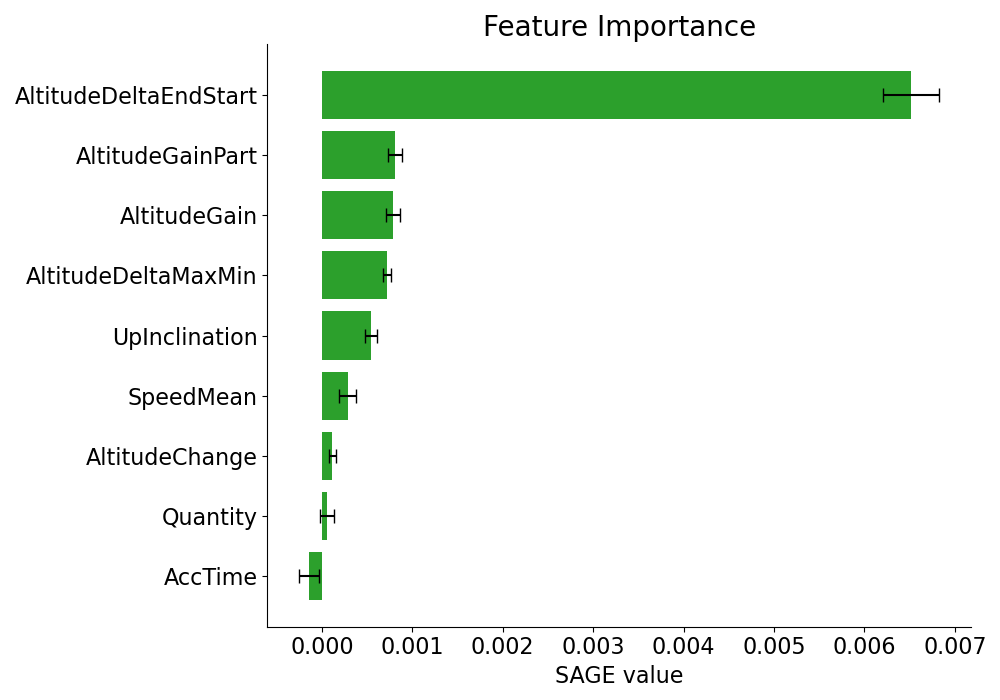 Feature Importance
AltitudeDeltaEndStart
AltitudeGainPart
AltitudeGain
AltitudeDeltaMaxMin
UpInclination
SpeedMean
AltitudeChange
Quantity
AccTime
0.000 0.001 0.002 0.003 0.004 0.005 0.006 0.007
SAGE value